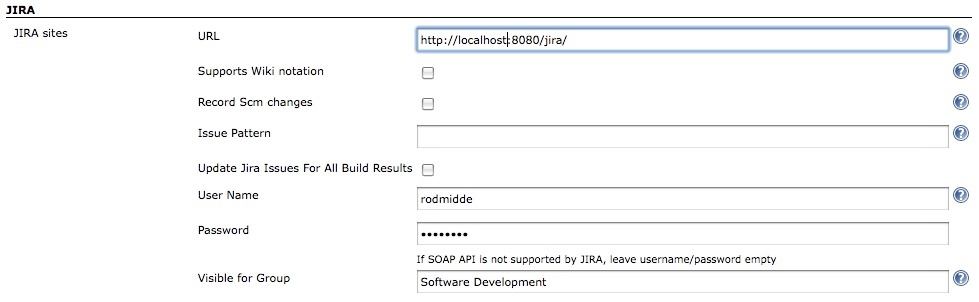 JIRA
JIRA sites
URL http://localhost:8080/jira/ ?
Supports Wiki notation ?
Record Scm changes ?
Issue Pattern ?
Update Jira Issues For All Build Results
User Name rodmidde ?
Password ••••••••
If SOAP API is not supported by JIRA, leave username/password empty
Visible for Group Software Development ?